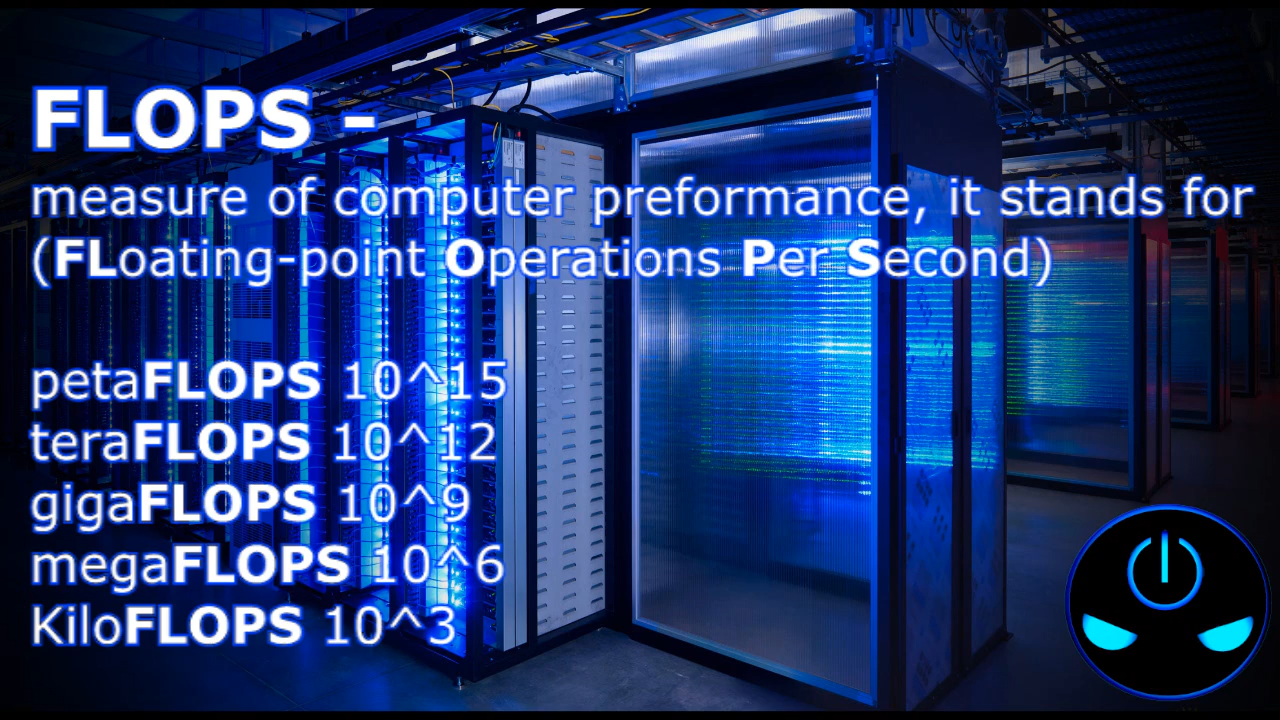 FLOPS -
measure of computer preformance, it stands for
(FLoating-point Operations Per Second)
petaFLOPS 10^15
teraFLOPS 10^12
gigaFLOPS 10^9
megaFLOPS 10^6
KiloFLOPS 10^3